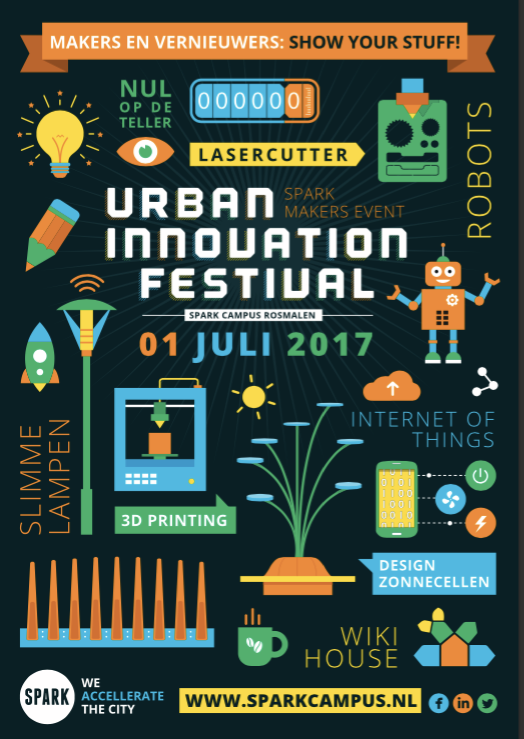 MAKERS EN VERNIEUWERS: SHOW YOUR STUFF!
NUL
OP DE
TELLER
0000000
LASERCUTTER
ROBOTS
URBAN
SPARK
MAKERS EVENT
INNOVATION
FESTIVAL
SPARK CAMPUS ROSMALEN
01 JULI 2017
SLIMME
LAMPEN
INTERNET OF
THINGS
3D PRINTING
DESIGN
ZONNECELLEN
WIKI
HOUSE
SPARK
WE
ACCELLERATE
THE CITY
WWW.SPARKCAMPUS.NL
f in